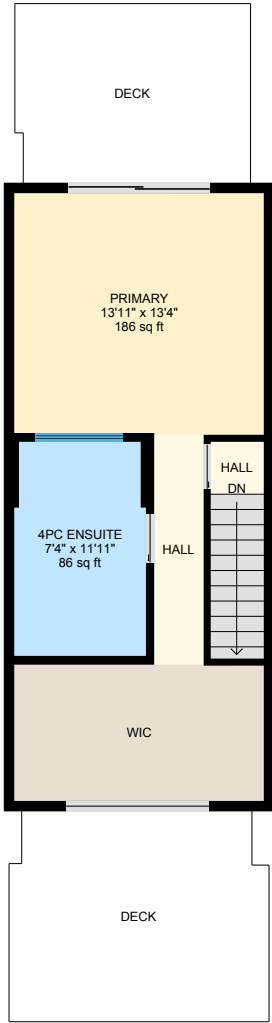 DECK
PRIMARY
13'11" x 13'4"
186 sq ft
HALL
DN
4PC ENSUITE
7'4" x 11'11"
86 sq ft
HALL
WIC
DECK